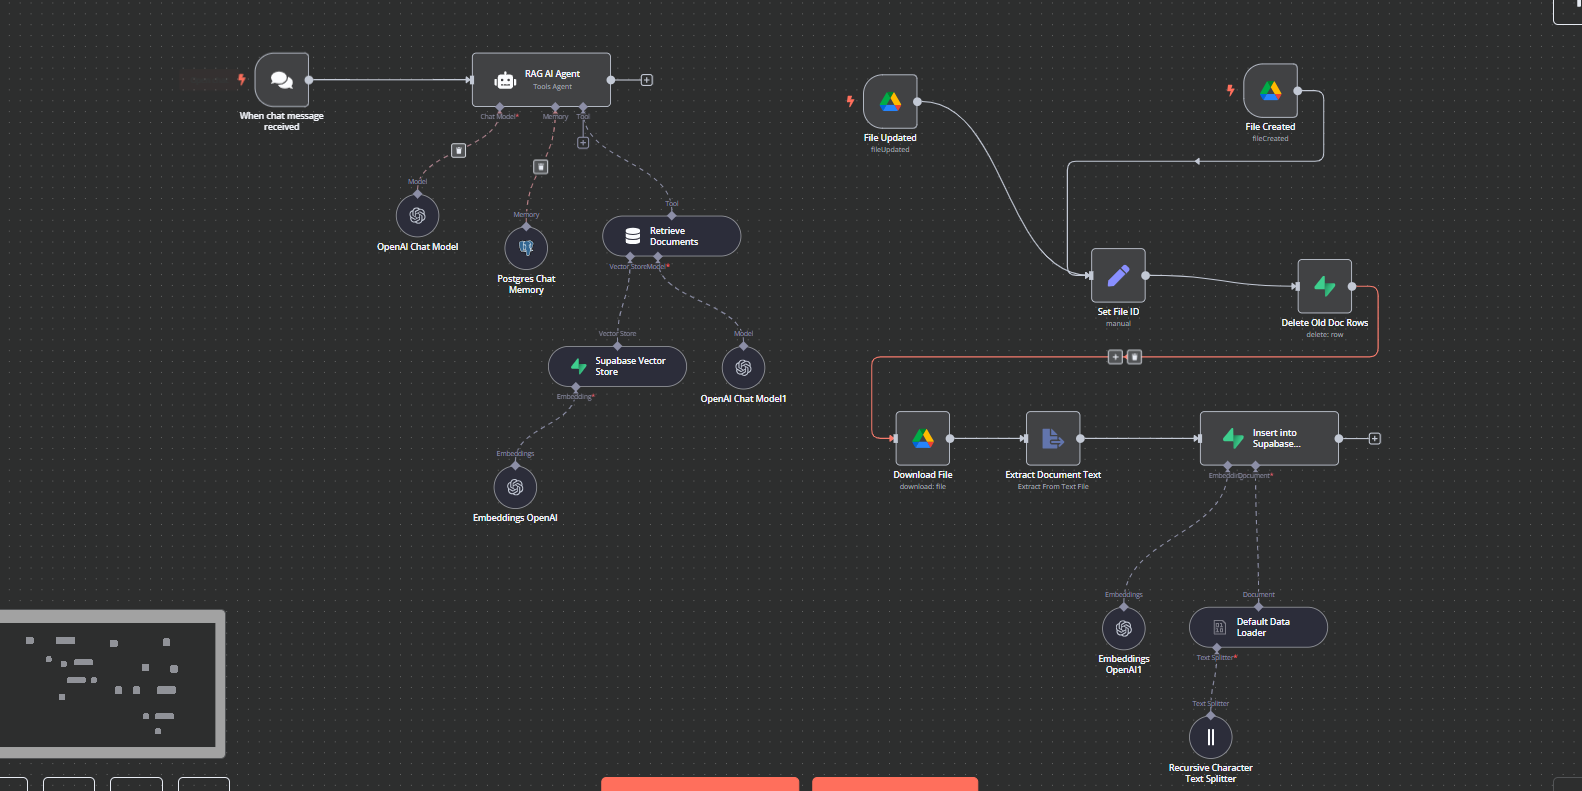 When chat message
received
RAG AI Agent
Tools Agent
Chat Model*
Memory
Tool
Model
OpenAI Chat Model
Memory
Postgres Chat
Memory
Tool
Retrieve
Documents
Vector Store
Model*
Vector Store
Supabase Vector
Store
Embedding*
Model
OpenAI Chat Model1
Embeddings
Embeddings OpenAI
File Updated
fileUpdated
File Created
fileCreated
Set File ID
manual
Delete Old Doc Rows
delete: row
Download File
download: file
Extract Document Text
Extract From Text File
Insert into
Supabase...
Document*
Embeddings
Embeddings
OpenAI1
Document
Default Data
Loader
Text Splitter*
Text Splitter
Recursive Character
Text Splitter